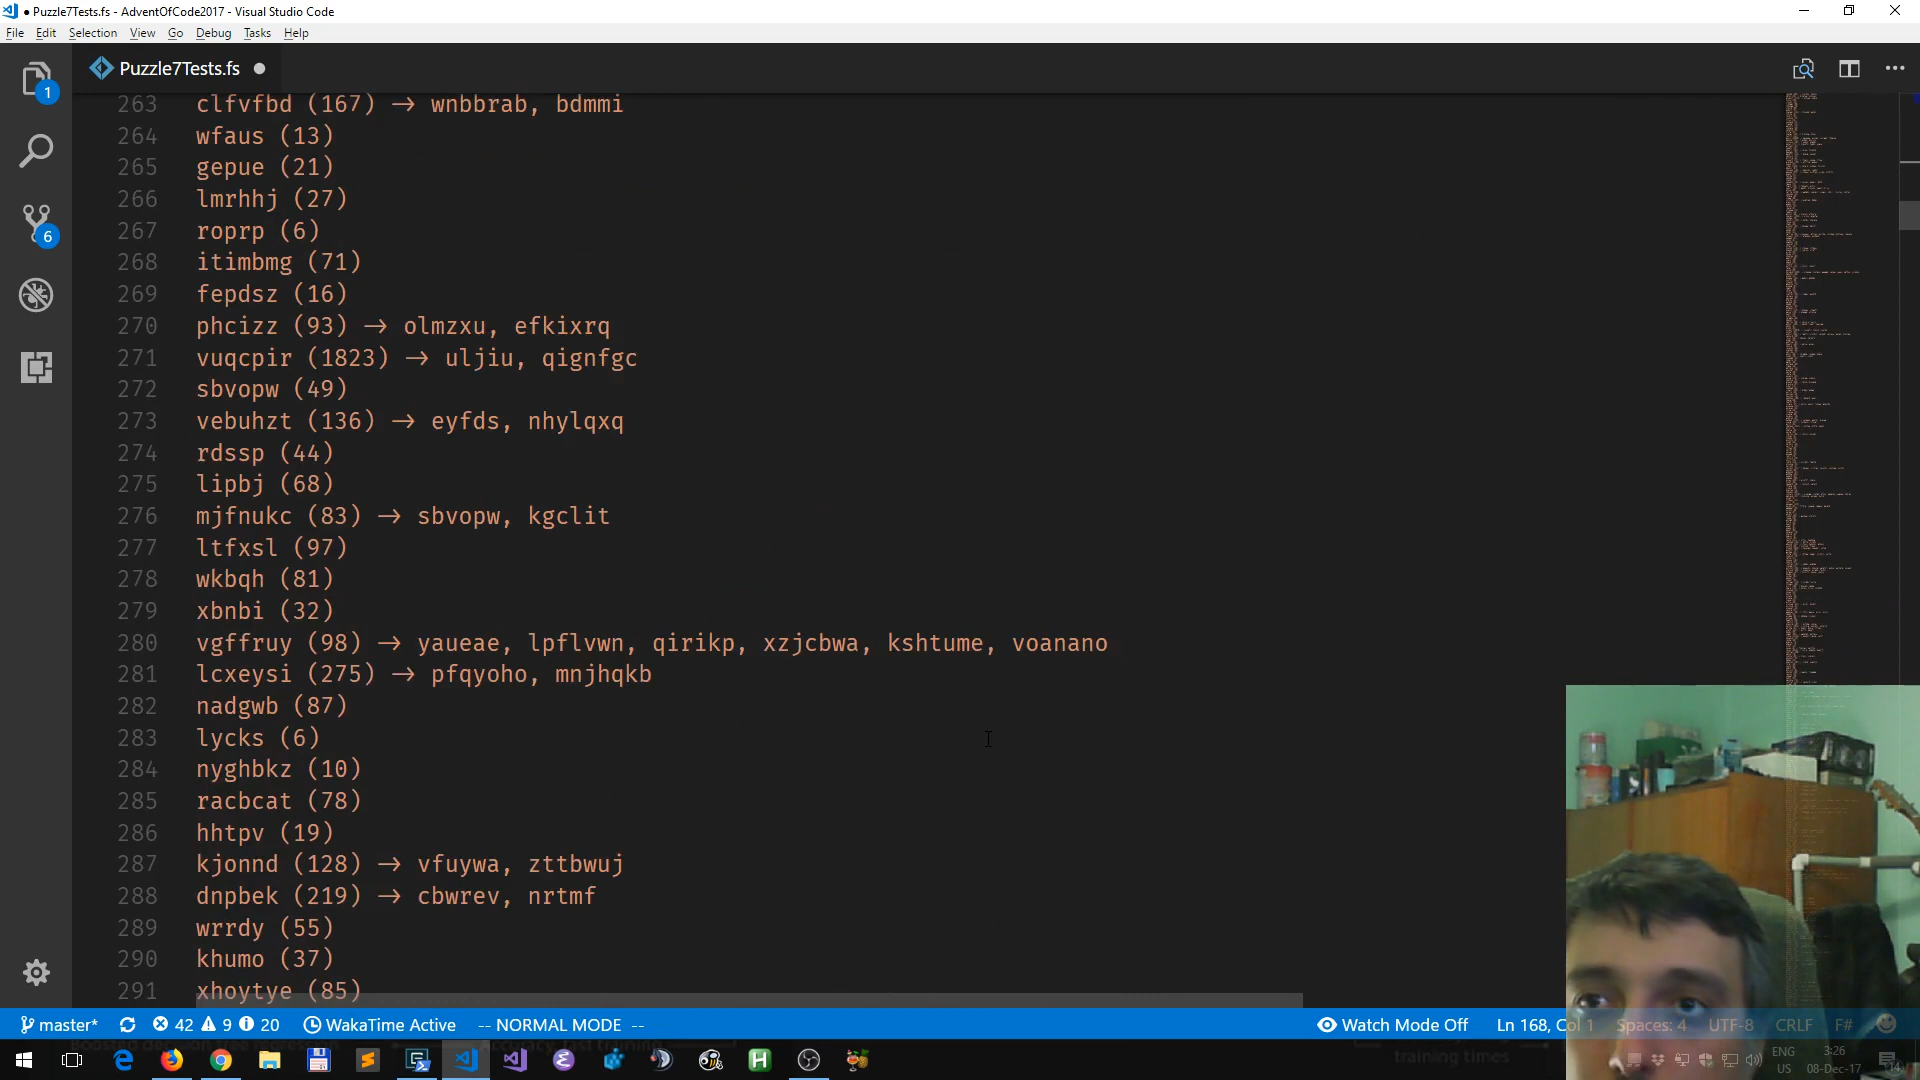 Puzzle7Tests.fs - AdventOfCode2017 - Visual Studio Code
File Edit Selection View Go Debug Tasks Help
1
Puzzle7Tests.fs
263 clfvfbd (167) -> wnbbrab, bdmmi
264 wfaus (13)
265 gepue (21)
266 lmrhhj (27)
267 roprp (6)
268 itimbmg (71)
269 fepdsz (16)
270 phcizz (93) -> olmzxu, efkixrq
271 vuqcpir (1823) -> uljiu, qignfgc
272 sbvopw (49)
273 vebuhzt (136) -> eyfds, nhylqxq
274 rdssp (44)
275 lipbj (68)
276 mjfnukc (83) -> sbvopw, kgclit
277 ltfxsl (97)
278 wkbqh (81)
279 xbnbi (32)
280 vgffruy (98) -> yaueae, lpflvwn, qirikp, xzjcbwa, kshtume, voanano
281 lcxeysi (275) -> pfqyoho, mnjhqkb
282 nadgwb (87)
283 lycks (6)
284 nyghbkz (10)
285 racbcat (78)
286 hhtpv (19)
287 kjonnd (128) -> vfuywa, zttbwuj
288 dnpbek (219) -> cbwrev, nrtmf
289 wrrdy (55)
290 khumo (37)
291 xhoytye (85)
6
master* 42 9 20 WakaTime Active -- NORMAL MODE -- Watch Mode Off Ln 168, Col 1 Spaces: 4 UTF-8 CRLF F#
training times
ENG
US
3:26
08-Dec-17